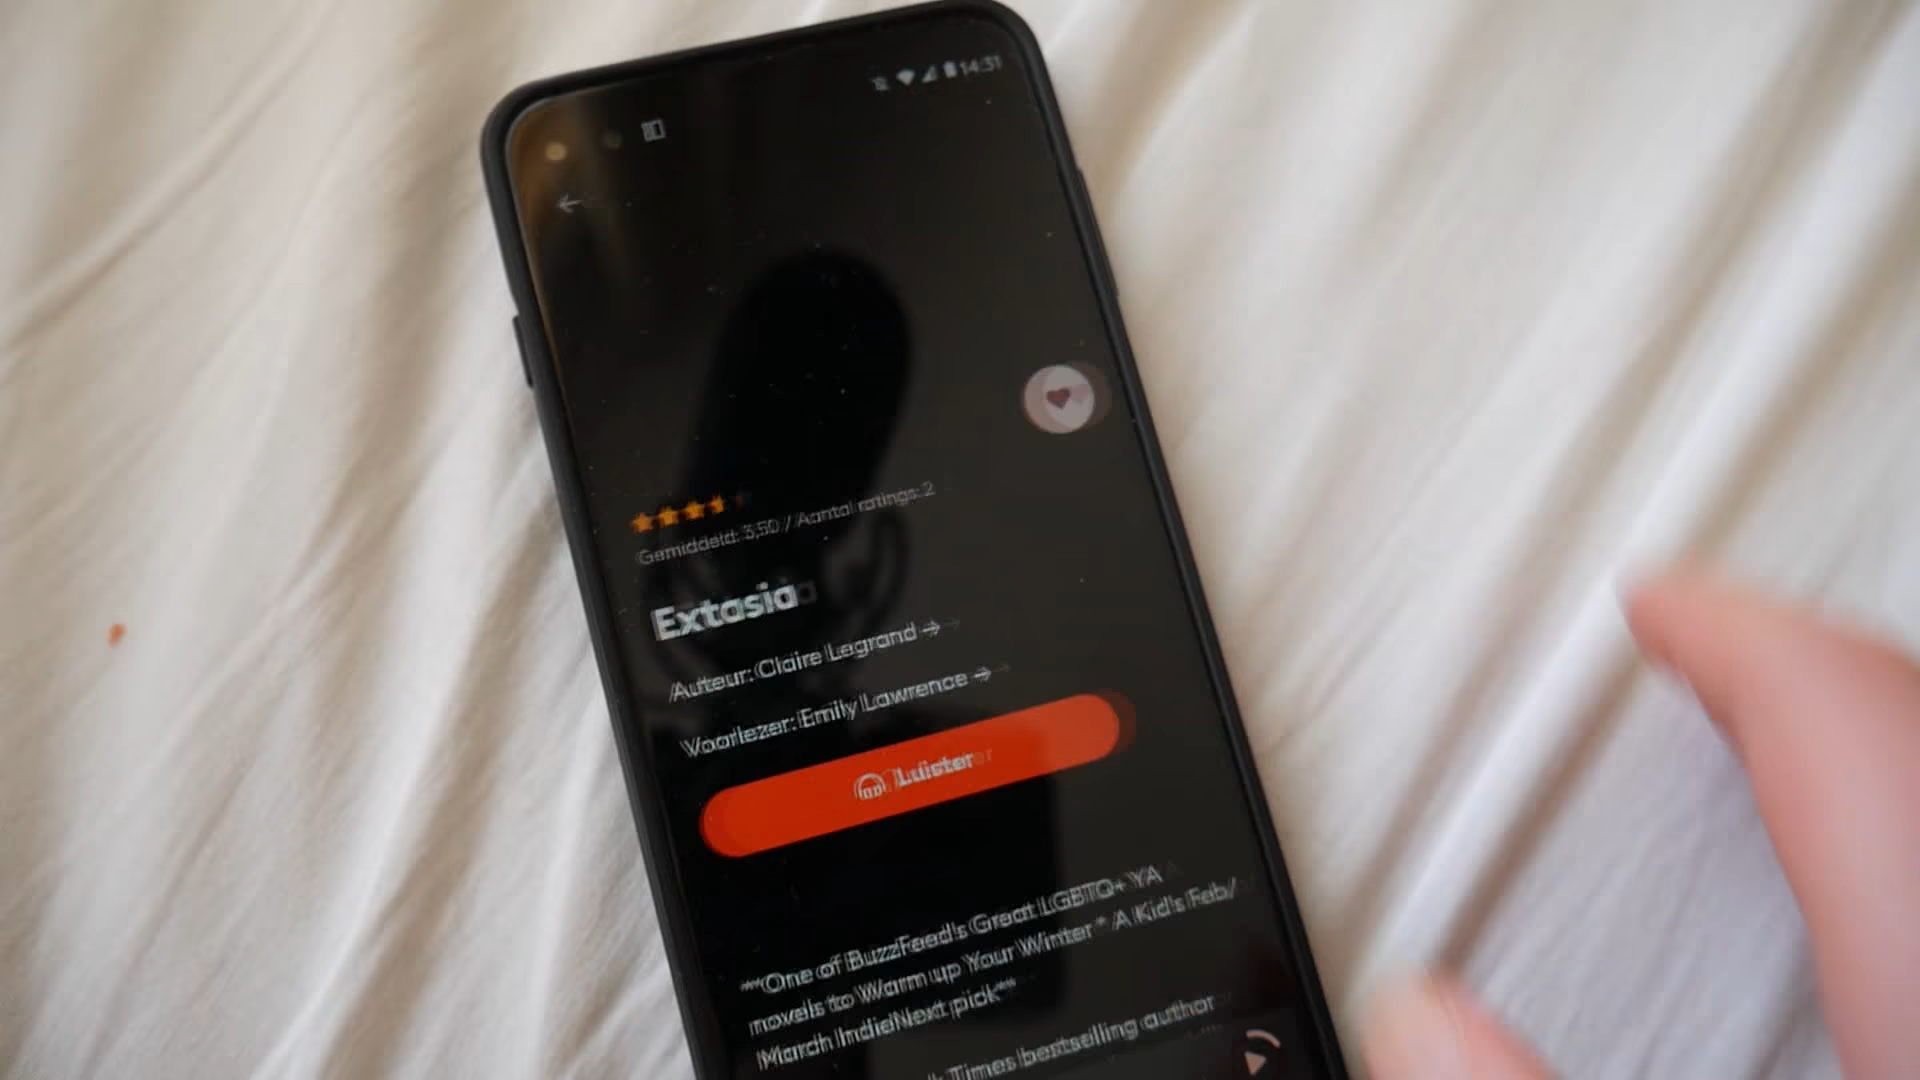 14:31
Gemiddeld: 3,50 / Aantal ratings: 2
Extasia
Auteur: Claire Legrand →
Voorlezer: Emily Lawrence →
Luister
**One of BuzzFeed's Great LGBTQ+ YA
novels to Warm up Your Winter * A Kid's Feb/
March IndieNext pick**
Times bestselling author